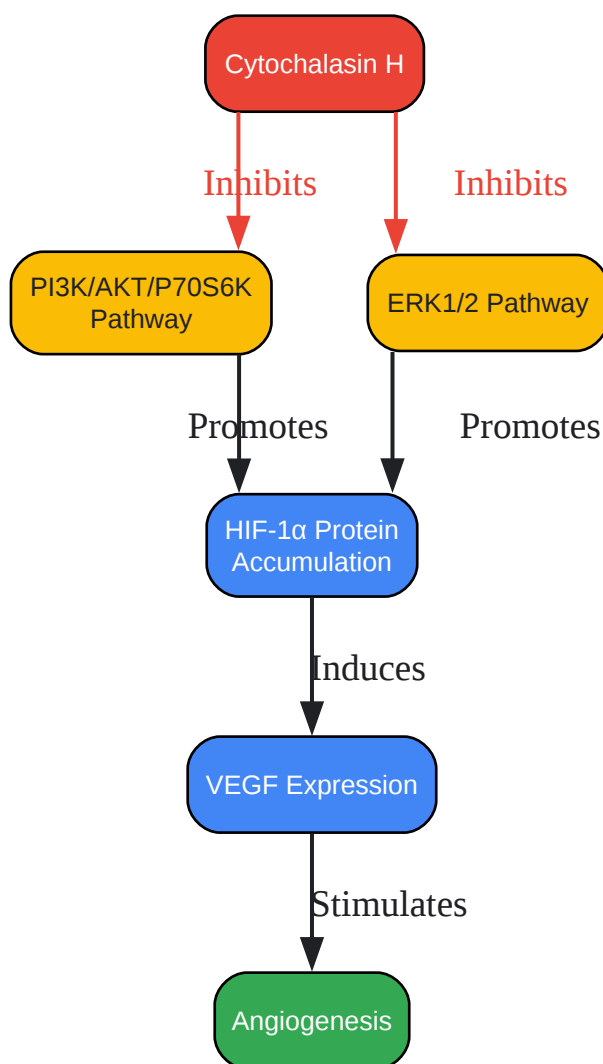 Cytochalasin H
Inhibits
Inhibits
PI3K/AKT/P70S6K
Pathway
ERK1/2 Pathway
Promotes
Promotes
HIF-1α Protein
Accumulation
Induces
VEGF Expression
Stimulates
Angiogenesis